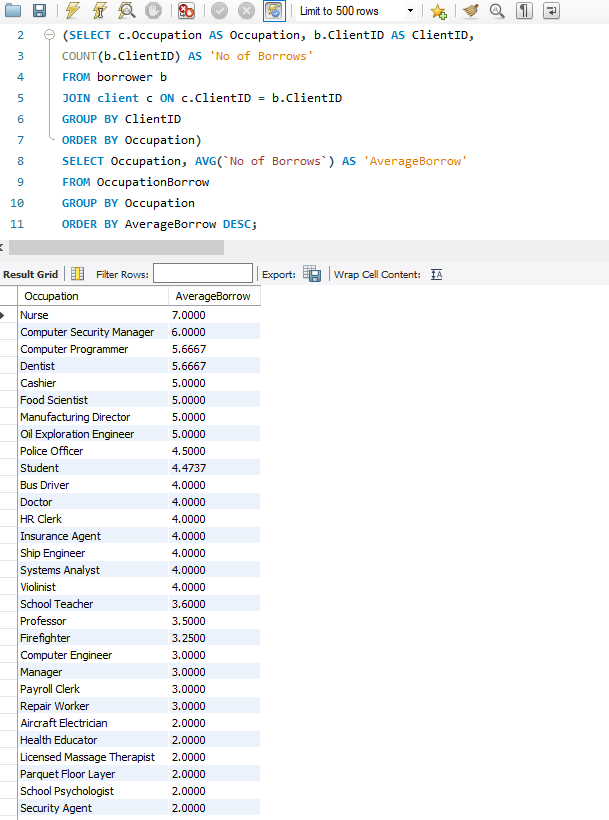 Limit to 500 rows
2 (SELECT c.Occupation AS Occupation, b.ClientID AS ClientID,
3 COUNT(b.ClientID) AS 'No of Borrows'
4 FROM borrower b
5 JOIN client c ON c.ClientID = b.ClientID
6 GROUP BY ClientID
7 ORDER BY Occupation)
8 SELECT Occupation, AVG(`No of Borrows`) AS 'AverageBorrow'
9 FROM OccupationBorrow
10 GROUP BY Occupation
11 ORDER BY AverageBorrow DESC;
Result Grid Filter Rows: Export: Wrap Cell Content: IA
Occupation AverageBorrow
Nurse 7.0000
Computer Security Manager 6.0000
Computer Programmer 5.6667
Dentist 5.6667
Cashier 5.0000
Food Scientist 5.0000
Manufacturing Director 5.0000
Oil Exploration Engineer 5.0000
Police Officer 4.5000
Student 4.4737
Bus Driver 4.0000
Doctor 4.0000
HR Clerk 4.0000
Insurance Agent 4.0000
Ship Engineer 4.0000
Systems Analyst 4.0000
Violinist 4.0000
School Teacher 3.6000
Professor 3.5000
Firefighter 3.2500
Computer Engineer 3.0000
Manager 3.0000
Payroll Clerk 3.0000
Repair Worker 3.0000
Aircraft Electrician 2.0000
Health Educator 2.0000
Licensed Massage Therapist 2.0000
Parquet Floor Layer 2.0000
School Psychologist 2.0000
Security Agent 2.0000